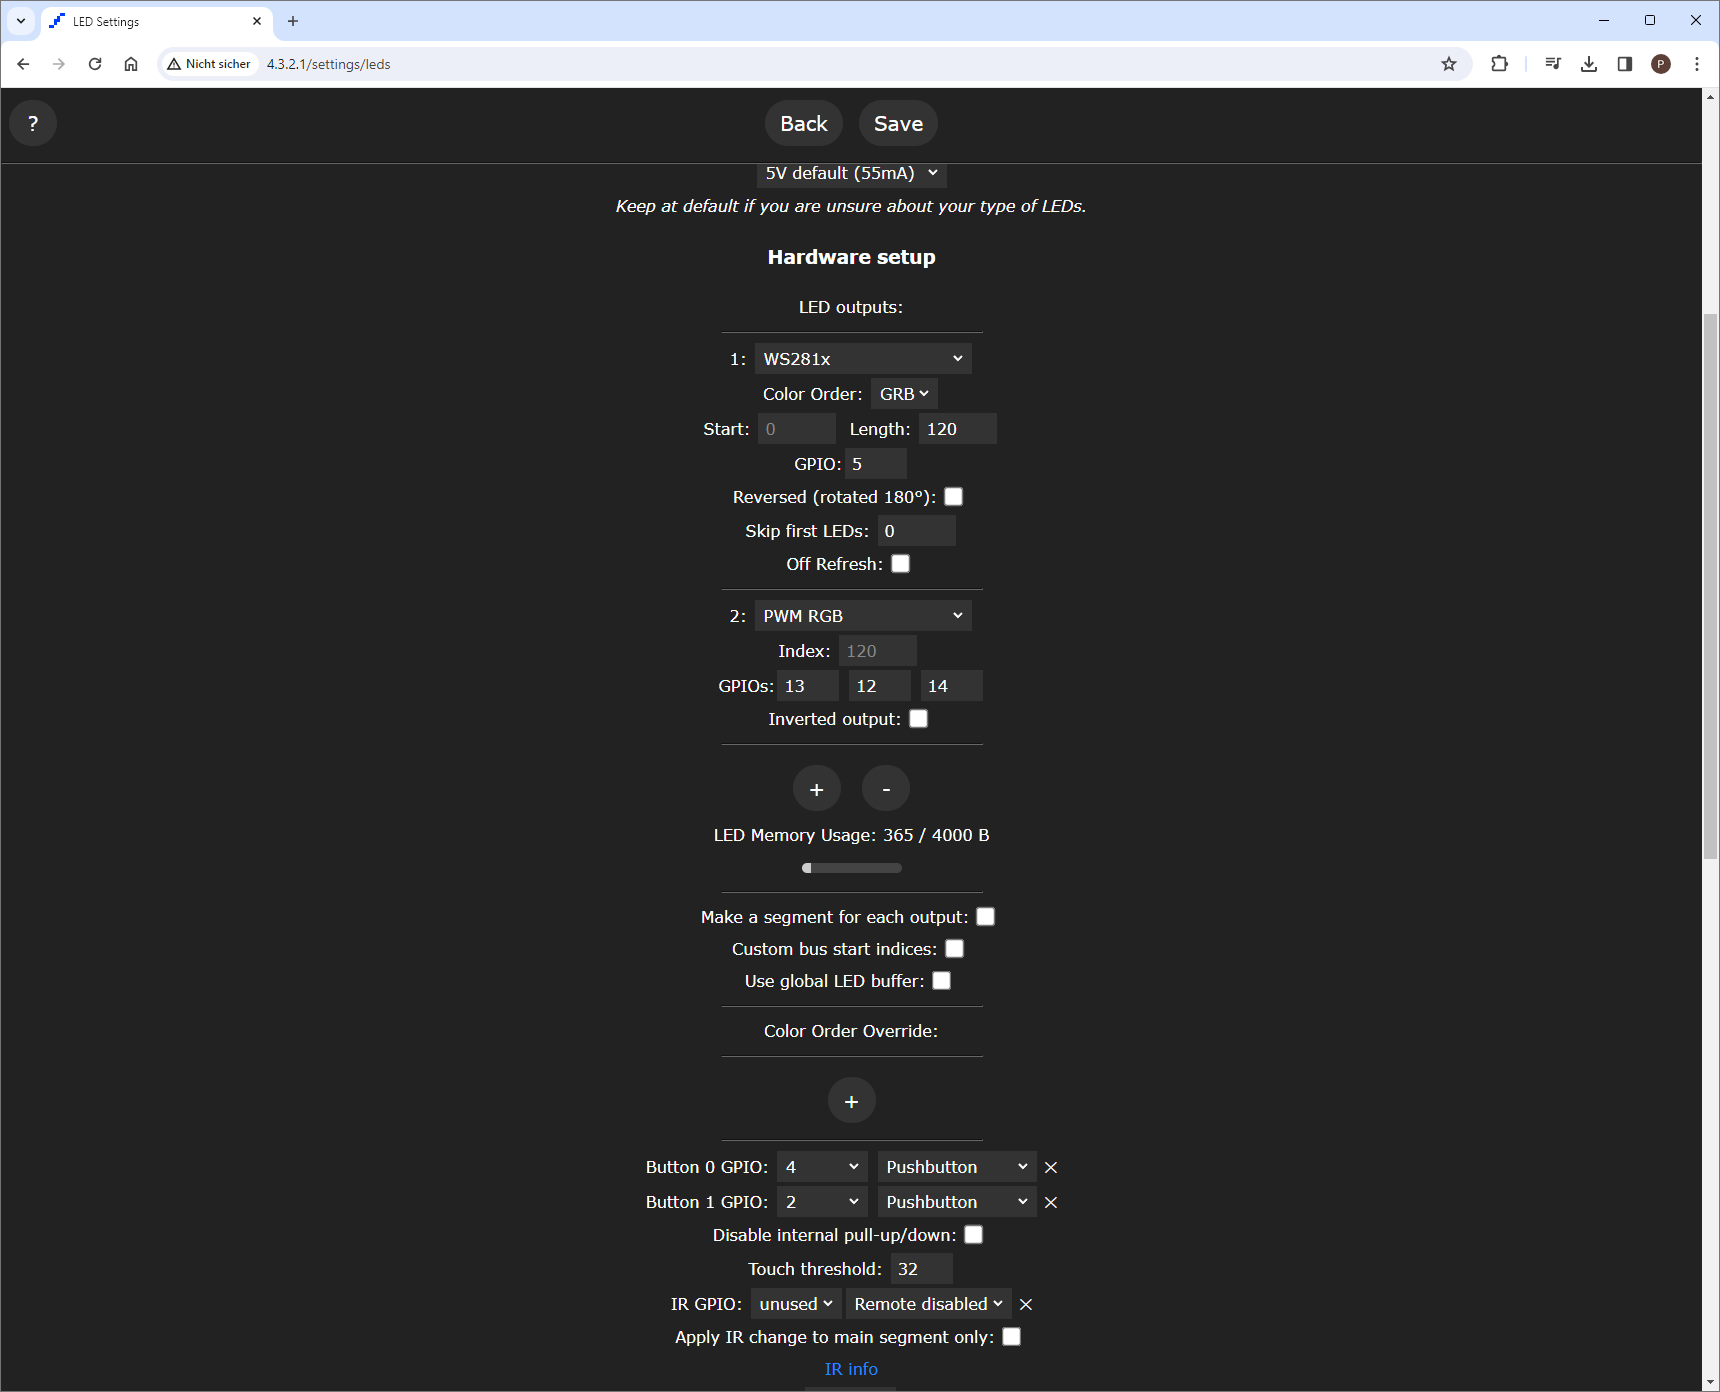 LED Settings
Nicht sicher 4.3.2.1/settings/leds P
? Back Save
5V default (55mA)
Keep at default if you are unsure about your type of LEDs.
Hardware setup
LED outputs:
1: WS281x
Color Order: GRB
Start: 0 Length: 120
GPIO: 5
Reversed (rotated 180°):
Skip first LEDs: 0
Off Refresh:
2: PWM RGB
Index: 120
GPIOs: 13 12 14
Inverted output:
+ -
LED Memory Usage: 365 / 4000 B
Make a segment for each output:
Custom bus start indices:
Use global LED buffer:
Color Order Override:
+
Button 0 GPIO: 4 Pushbutton
Button 1 GPIO: 2 Pushbutton
Disable internal pull-up/down:
Touch threshold: 32
IR GPIO: unused Remote disabled
Apply IR change to main segment only:
IR info